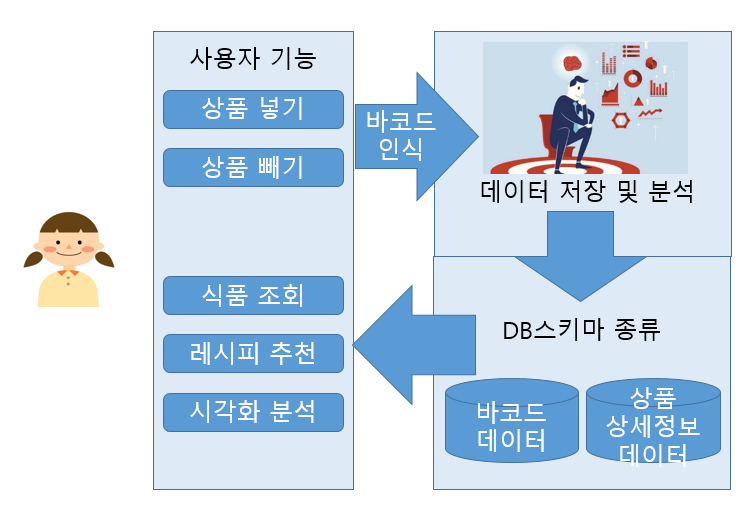 사용자 기능
상품 넣기
상품 빼기
식품 조회
레시피 추천
시각화 분석
바코드
인식
데이터 저장 및 분석
DB스키마 종류
바코드
데이터
상품
상세정보
데이터